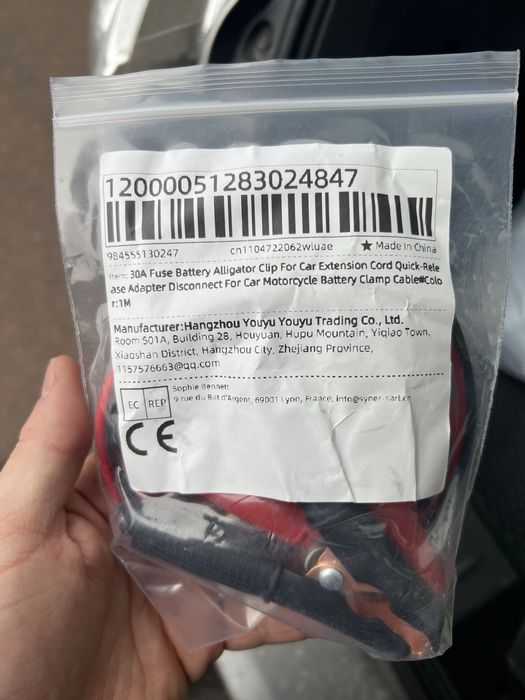 12000051283024847
984555130247 cn1104722062wluae ★ Made In China
Item: 30A Fuse Battery Alligator Clip For Car Extension Cord Quick-Rele
ase Adapter Disconnect For Car Motorcycle Battery Clamp Cable#Colo
r:1M
Manufacturer:Hangzhou Youyu Youyu Trading Co., Ltd.
Room 501A, Building 28, Houyuan, Hupu Mountain, Yiqiao Town,
Xiaoshan District, Hangzhou City, Zhejiang Province,
1157576663@qq.com
Sophie Bennett
EC REP 9 rue du Bat d'Argent, 69001 Lyon, France, info@syner-sarl.cn
CE